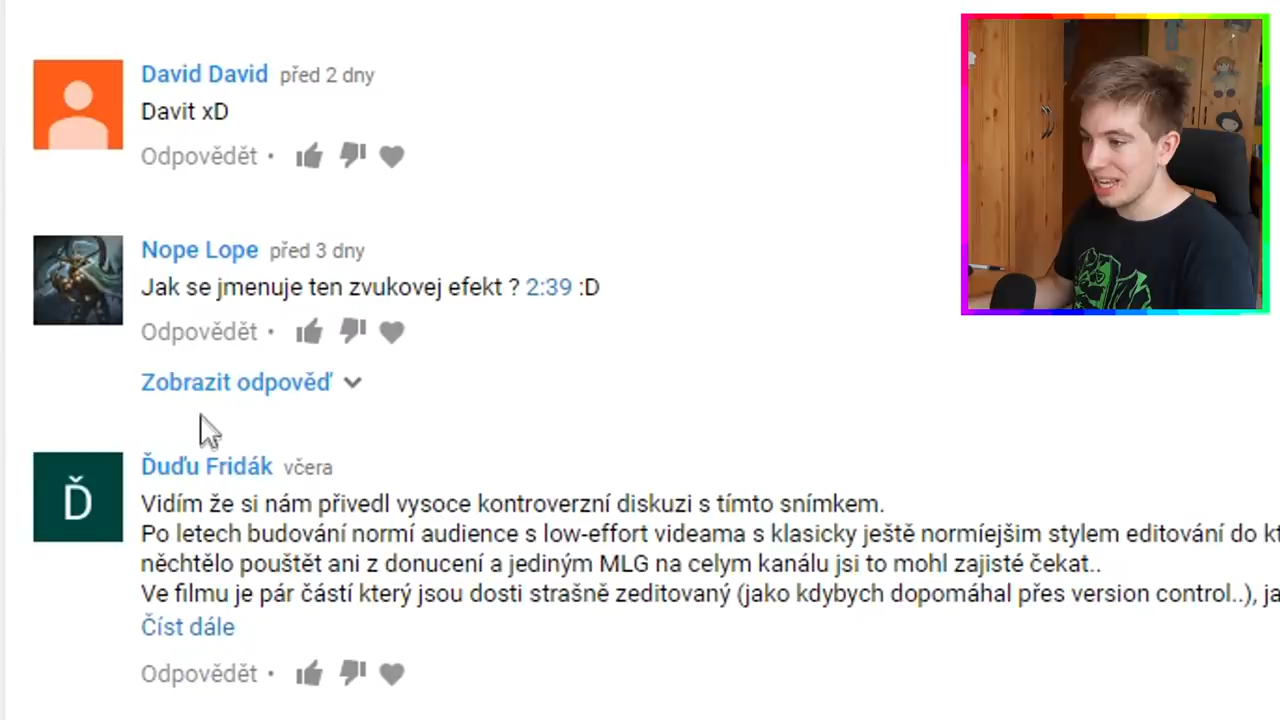 David David před 2 dny
Davit xD
Odpovědět •
Nope Lope před 3 dny
Jak se jmenuje ten zvukovej efekt ? 2:39 :D
Odpovědět •
Zobrazit odpověď
Ď
Ďuďu Fridák včera
Vidím že si nám přivedl vysoce kontroverzní diskuzi s tímto snímkem.
Po letech budování normí audience s low-effort videama s klasicky ještě normíejšim stylem editování do
něchtělo pouštět ani z donucení a jediným MLG na celym kanálu jsi to mohl zajisté čekat..
Ve filmu je pár částí který jsou dosti strašně zeditovaný (jako kdybych dopomáhal přes version control..),
Číst dále
Odpovědět •